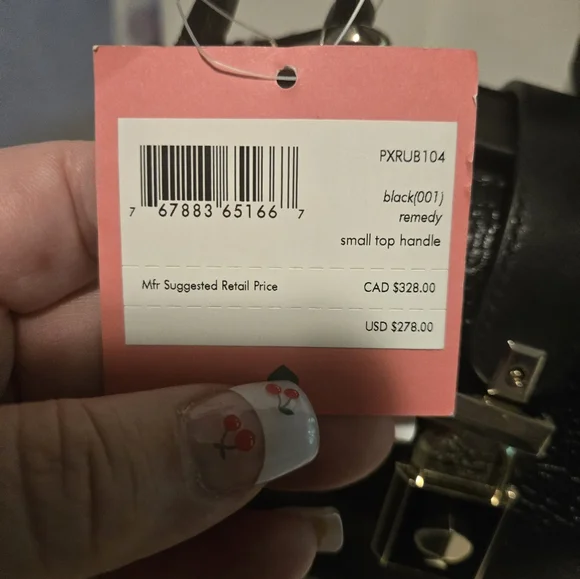 PXRUB104
7 67883 65166 7
black(001)
remedy
small top handle
Mfr Suggested Retail Price CAD $328.00
USD $278.00